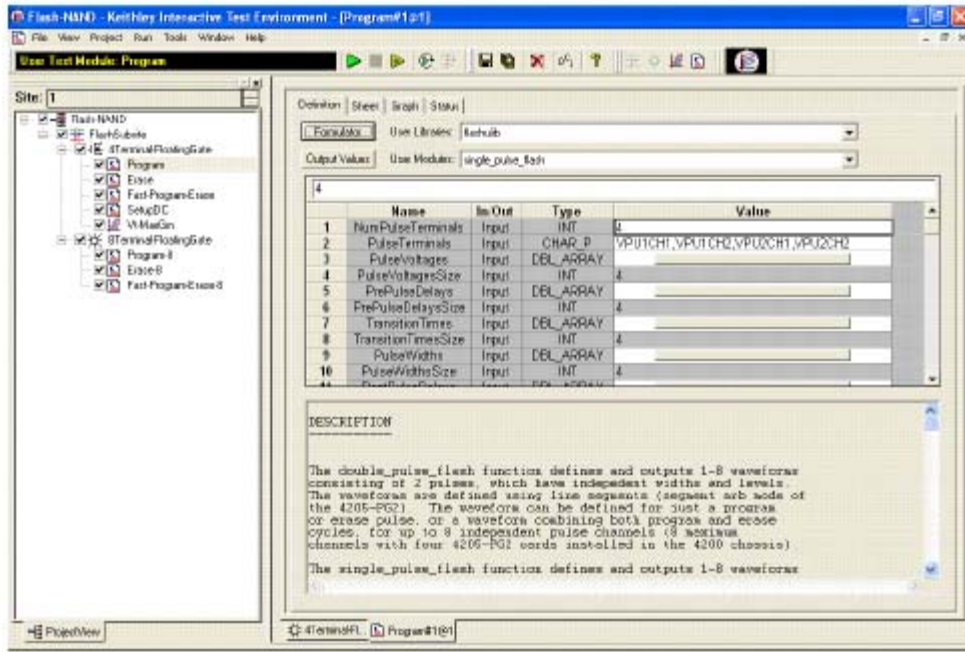 Flash-NAND - Keithley Interactive Test Environment - [Program#1@1]
File View Project Run Tools Window Help
User Test Module: Program
Site: 1
Flash-NAND
FlashSubsite
4TerminalFloatingGate
Program
Erase
Fast-Program-Erase
SetupDC
Vt-MaxGm
8TerminalFloatingGate
Program-8
Erase-8
Fast-Program-Erase-8
ProjectView
Definition Sheet Graph Status
Formulator User Libraries: flashulib
Output Values User Modules: single_pulse_flash
4
Name In/Out Type Value
1 NumPulseTerminals Input INT 4
2 PulseTerminals Input CHAR_P VPU1CH1,VPU1CH2,VPU2CH1,VPU2CH2
3 PulseVoltages Input DBL_ARRAY
4 PulseVoltagesSize Input INT 4
5 PrePulseDelays Input DBL_ARRAY
6 PrePulseDelaysSize Input INT 4
7 TransitionTimes Input DBL_ARRAY
8 TransitionTimesSize Input INT 4
9 PulseWidths Input DBL_ARRAY
10 PulseWidthsSize Input INT 4
DESCRIPTION
The double_pulse_flash function defines and outputs 1-8 waveforms
consisting of 2 pulses, which have indepedent widths and levels.
The waveforms are defined using line segments (segment arb mode of
the 4205-PG2). The waveform can be defined for just a program
or erase pulse, or a waveform combining both program and erase
cycles, for up to 8 independent pulse channels (8 maximum
channels with four 4205-PG2 cards installed in the 4200 chassis)
The single_pulse_flash function defines and outputs 1-8 waveforms
4TerminalFl... Program#1@1